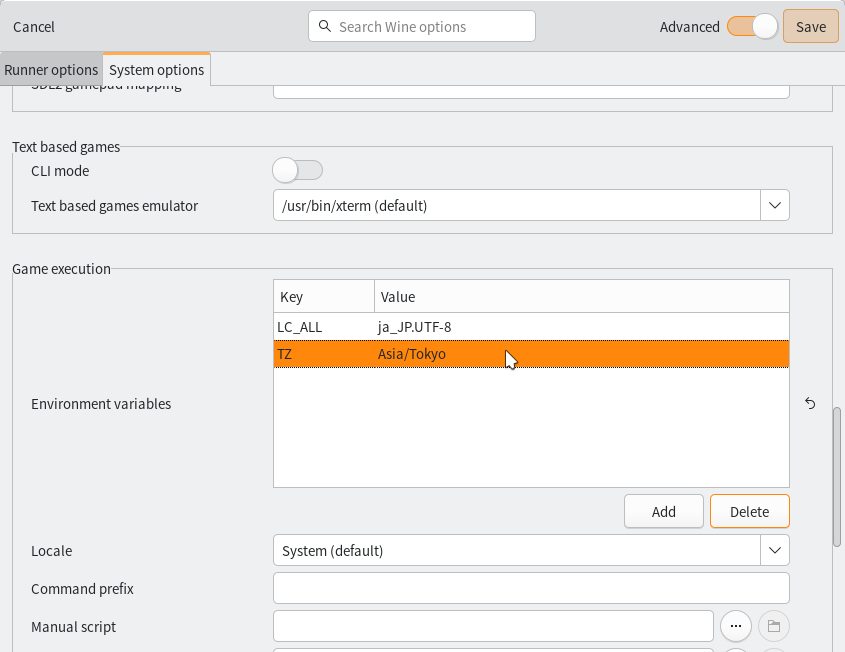 Cancel
Search Wine options
Advanced
Save
Runner options
System options
SDL2 gamepad mapping
Text based games
CLI mode
Text based games emulator
/usr/bin/xterm (default)
Game execution
Key Value
LC_ALL ja_JP.UTF-8
TZ Asia/Tokyo
Environment variables
Add
Delete
Locale
System (default)
Command prefix
Manual script
...